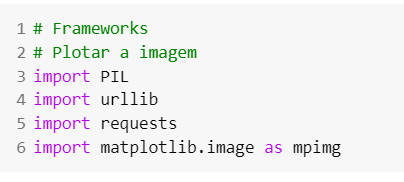 1 # Frameworks
2 # Plotar a imagem
3 import PIL
4 import urllib
5 import requests
6 import matplotlib.image as mpimg